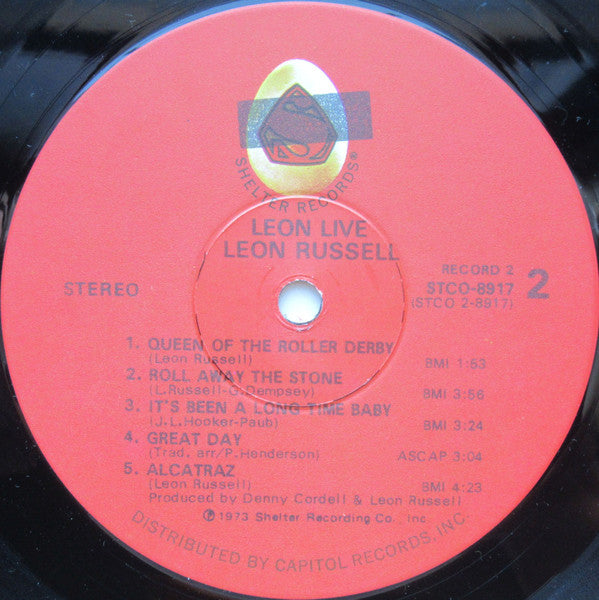 SHELTER RECORDS®
LEON LIVE
LEON RUSSELL
STEREO
RECORD 2
STCO-8917
(STCO 2-8917)
2
1. QUEEN OF THE ROLLER DERBY
(Leon Russell)
BMI 1:53
2. ROLL AWAY THE STONE
(L. Russell-G. Dempsey)
BMI 3:56
3. IT'S BEEN A LONG TIME BABY
(J.L. Hooker-Paub)
BMI 3:24
4. GREAT DAY
(Trad. arr/P. Henderson)
ASCAP 3:04
5. ALCATRAZ
(Leon Russell)
BMI 4:23
Produced by Denny Cordell & Leon Russell
℗ 1973 Shelter Recording Co., Inc
DISTRIBUTED BY CAPITOL RECORDS, INC.